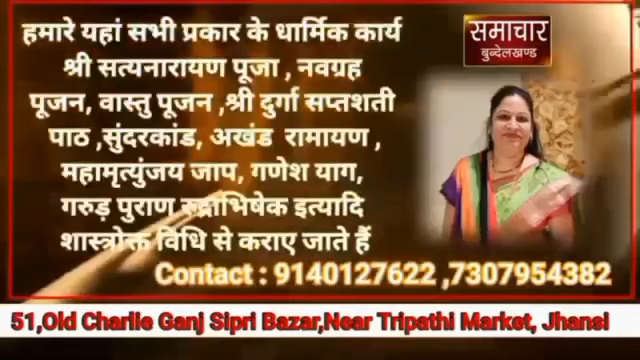 हमारे यहां सभी प्रकार के धार्मिक कार्य
श्री सत्यनारायण पूजा , नवग्रह
पूजन, वास्तु पूजन ,श्री दुर्गा सप्तशती
पाठ ,सुंदरकांड, अखंड रामायण ,
महामृत्युंजय जाप, गणेश याग,
गरुड़ पुराण रुद्राभिषेक इत्यादि
शास्त्रोक्त विधि से कराए जाते हैं
समाचार
बुन्देलखण्ड
Contact : 9140127622 ,7307954382
51,Old Charlie Ganj Sipri Bazar,Near Tripathi Market, Jhansi